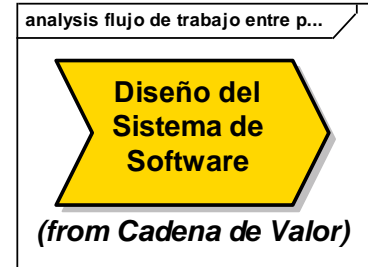 analysis flujo de trabajo entre p...
Diseño del
Sistema de
Software
(from Cadena de Valor)